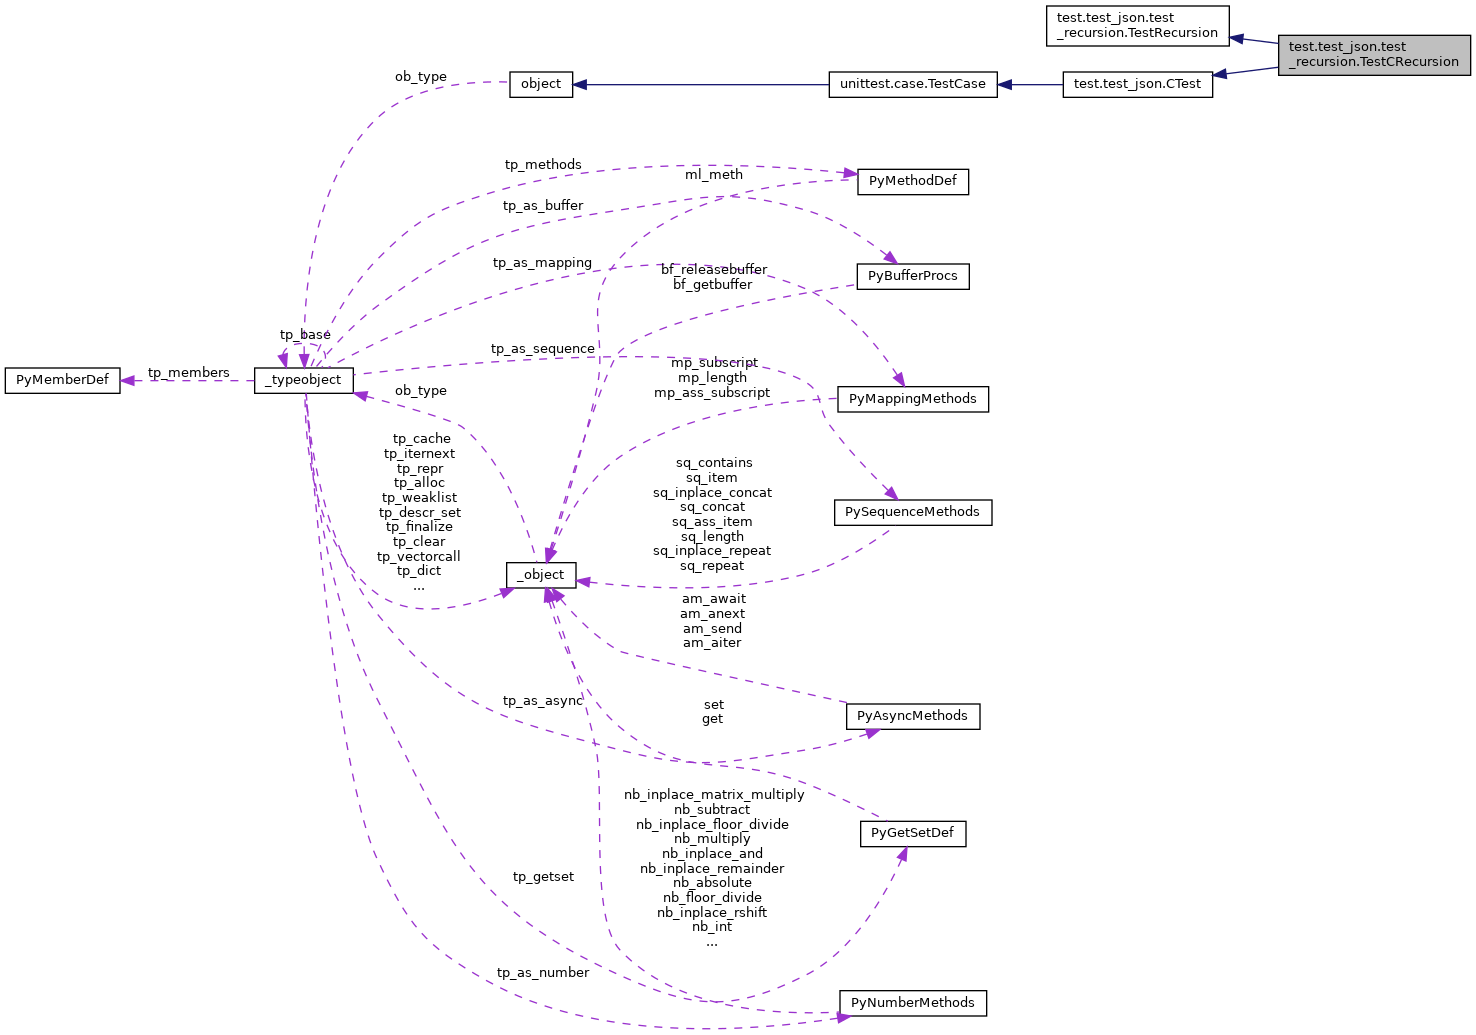 test.test_json.test
_recursion.TestRecursion
test.test_json.test
_recursion.TestCRecursion
ob_type
object
unittest.case.TestCase
test.test_json.CTest
tp_methods
ml_meth
PyMethodDef
tp_as_buffer
tp_as_mapping
bf_releasebuffer
bf_getbuffer
PyBufferProcs
tp_base
tp_as_sequence
mp_subscript
mp_length
mp_ass_subscript
PyMemberDef
tp_members
_typeobject
ob_type
PyMappingMethods
tp_cache
tp_iternext
tp_repr
tp_alloc
tp_weaklist
tp_descr_set
tp_finalize
tp_clear
tp_vectorcall
tp_dict
...
sq_contains
sq_item
sq_inplace_concat
sq_concat
sq_ass_item
sq_length
sq_inplace_repeat
sq_repeat
PySequenceMethods
_object
am_await
am_anext
am_send
am_aiter
tp_as_async
set
get
PyAsyncMethods
nb_inplace_matrix_multiply
nb_subtract
nb_inplace_floor_divide
nb_multiply
nb_inplace_and
nb_inplace_remainder
nb_absolute
nb_floor_divide
nb_inplace_rshift
nb_int
...
PyGetSetDef
tp_getset
tp_as_number
PyNumberMethods